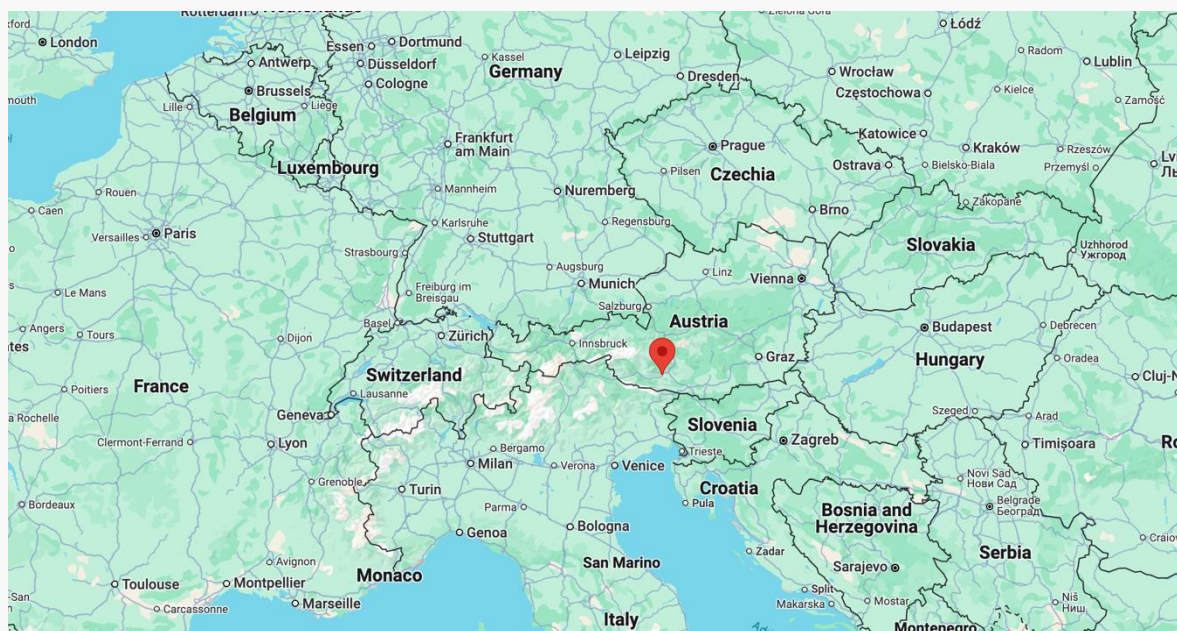 Rotterdam
Łódź
London
Essen
Dortmund
Kassel
Leipzig
Radom
Lublin
Antwerp
Düsseldorf
Germany
Dresden
Wrocław
Brussels
Cologne
Częstochowa
Kielce
mouth
Lille
Liège
Zamość
Belgium
Frankfurt
am Main
Katowice
Luxembourg
Prague
Kraków
Rzeszów
Pilsen
Czechia
Ostrava
Bielsko-Biala
Przemyśl
Mannheim
Nuremberg
Rouen
Caen
Brno
Zakopane
Karlsruhe
Regensburg
Versailles
Paris
Stuttgart
Slovakia
Uzhhorod
Ужгород
Strasbourg
Augsburg
Linz
Munich
Vienna
Le Mans
Freiburg im
Breisgau
Salzburg
Angers
Tours
Dijon
Basel
Zürich
Austria
Budapest
Debrecen
tes
Innsbruck
Graz
Hungary
Oradea
France
Switzerland
Cluj-N
Poitiers
Lausanne
a Rochelle
Geneva
Szeged
Arad
Slovenia
Clermont-Ferrand
Lyon
Zagreb
Timișoara
Bergamo
Trieste
Milan
Verona
Venice
Novi Sad
Нови Сад
Grenoble
Turin
Croatia
Bordeaux
Parma
Pula
Bosnia and
Herzegovina
Belgrade
Београд
Genoa
Bologna
Craio
Zadar
Serbia
Avignon
San Marino
Monaco
Sarajevo
Toulouse
Montpellier
Split
Niš
Ниш
Carcassonne
Marseille
Makarska
Mostar
Italy
Montenegro